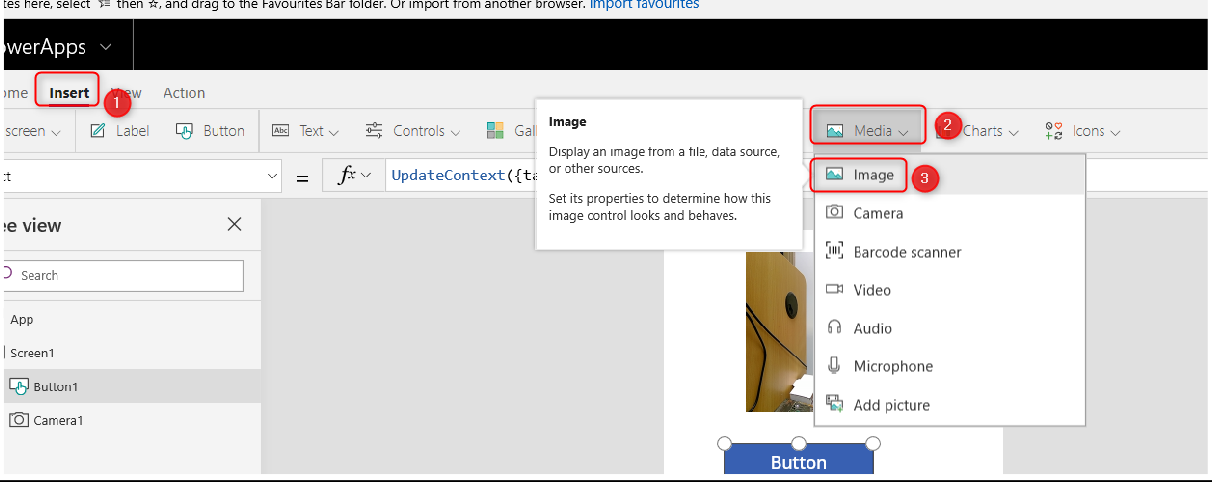 tes here, select then , and drag to the Favourites Bar folder. Or import from another browser. Import favourites
owerApps
ome Insert View Action
1
screen Label Button Abc Text Controls Gal Media Charts Icons
2
ct = fx UpdateContext({ta
Image
Display an image from a file, data source,
or other sources.
Set its properties to determine how this
image control looks and behaves.
Image
3
Camera
Barcode scanner
Video
Audio
Microphone
Add picture
ee view
Search
App
Screen1
Button1
Camera1
Button